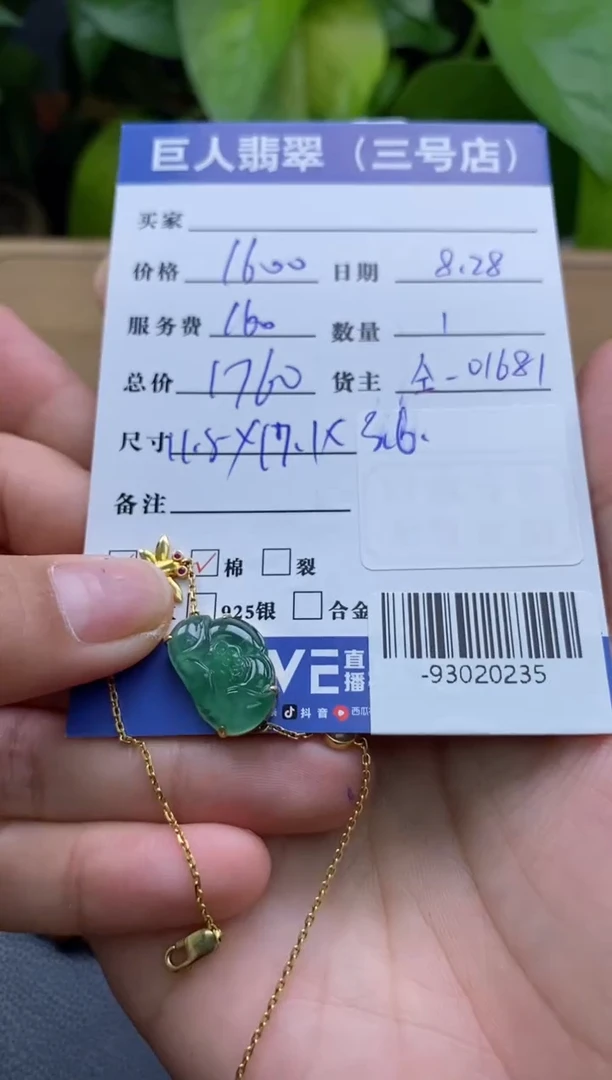 巨人翡翠（三号店）
买家
价格 1600 日期 8.28
服务费 160 数量 1
总价 1760 货主 -01681
尺寸 11.5X17.1X3.6.
备注
✓ 棉 裂
925银 合金
VE 直播
抖音 西瓜
-93020235